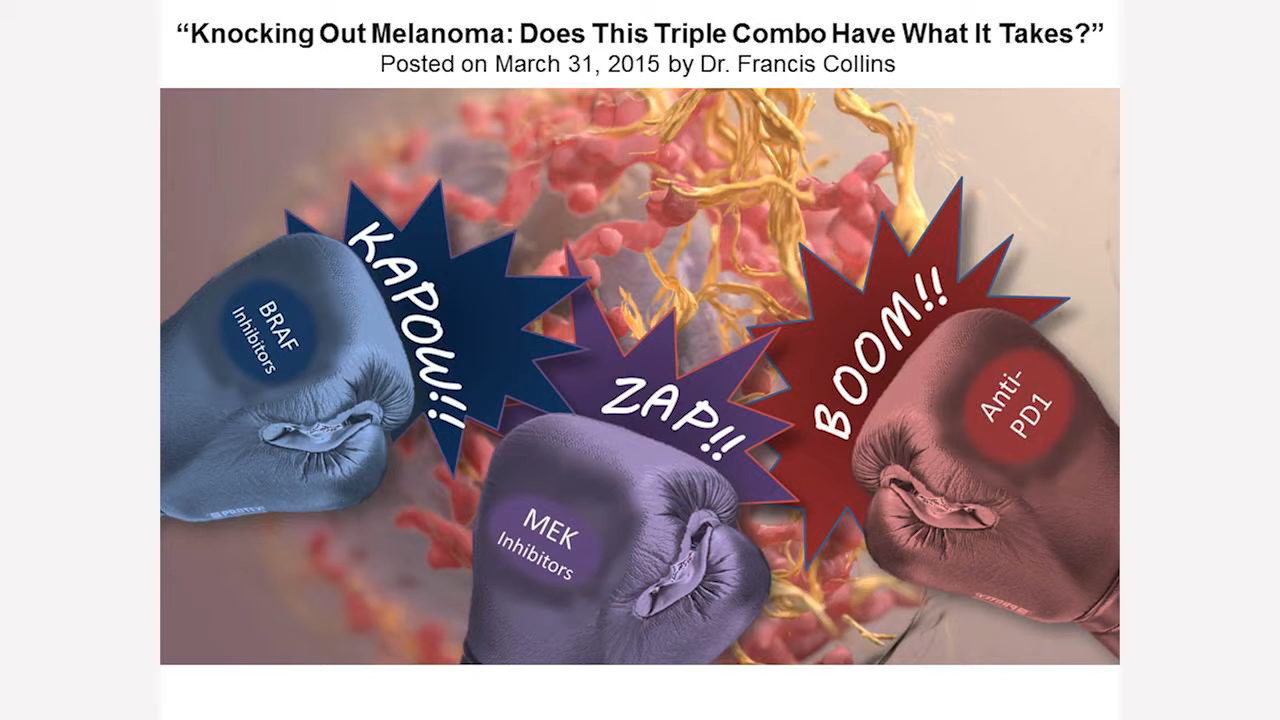 “Knocking Out Melanoma: Does This Triple Combo Have What It Takes?”
Posted on March 31, 2015 by Dr. Francis Collins
KAPOW!!
BRAF
Inhibitors
ZAP!!
MEK
Inhibitors
BOOM!!
Anti-
PD1